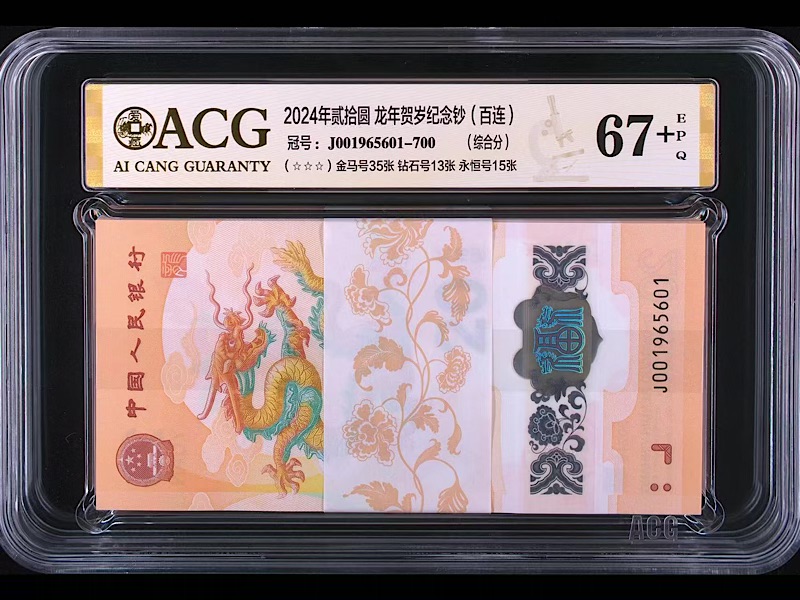 ACG
AI CANG GUARANTY
2024年贰拾圆 龙年贺岁纪念钞(百连)
冠号:J001965601-700 (综合分)
(☆☆☆)金马号35张 钻石号13张 永恒号15张
67+
EPQ
中国人民银行
J001965601
ACG